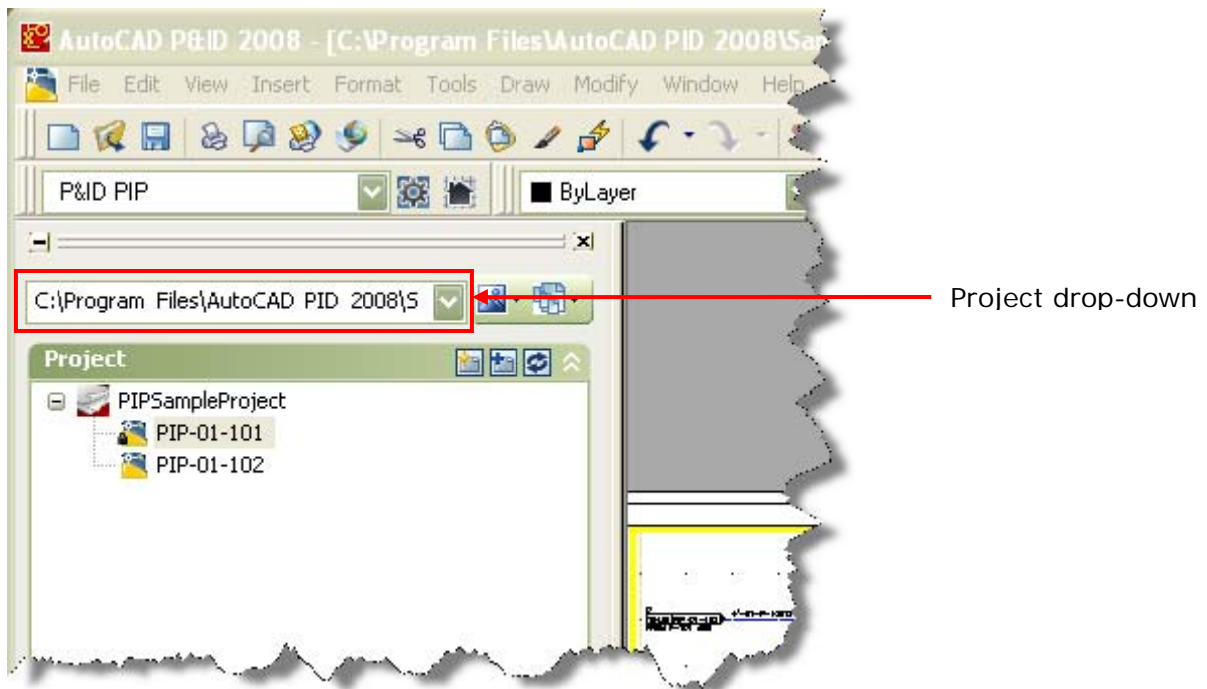 AutoCAD P&ID 2008 - [C:\Program Files\AutoCAD PID 2008\Sam
File Edit View Insert Format Tools Draw Modify Window Help
P&ID PIP
ByLayer
C:\Program Files\AutoCAD PID 2008\S
Project drop-down
Project
PIPSampleProject
PIP-01-101
PIP-01-102